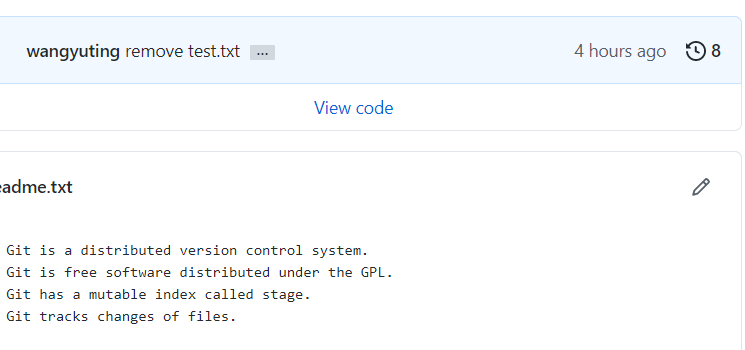 wangyuting remove test.txt ... 4 hours ago 8
View code
eadme.txt
Git is a distributed version control system.
Git is free software distributed under the GPL.
Git has a mutable index called stage.
Git tracks changes of files.